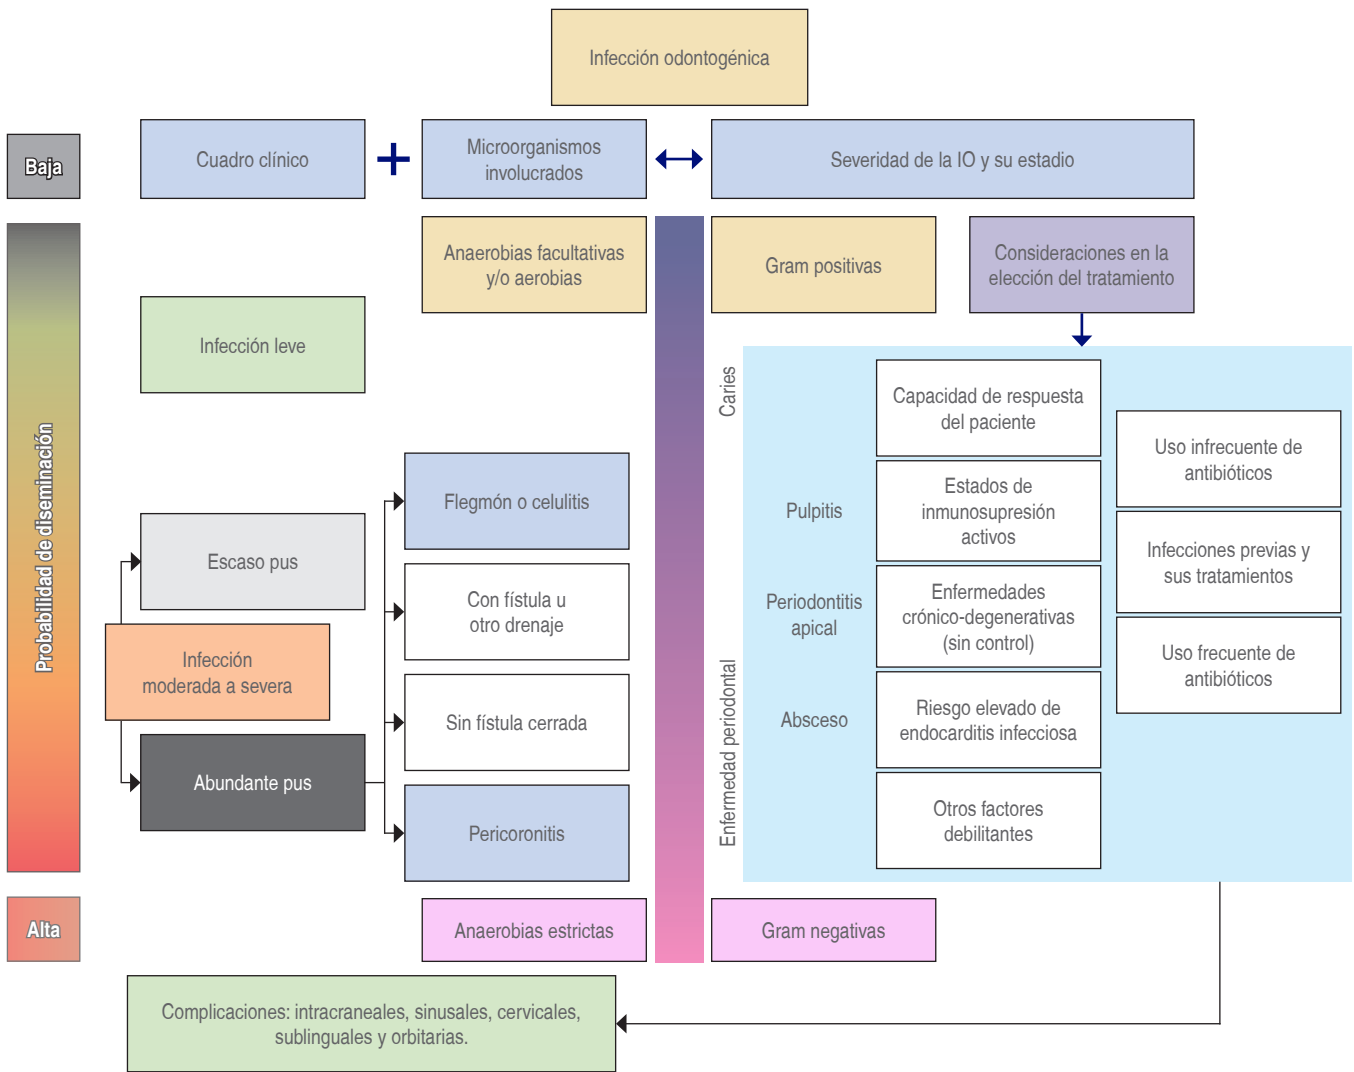 Infección odontogénica
Baja
Cuadro clínico
Microorganismos
involucrados
Severidad de la IO y su estadio
Anaerobias facultativas
y/o aerobias
Gram positivas
Consideraciones en la
elección del tratamiento
Probabilidad de diseminación
Infección leve
Escaso pus
Infección
moderada a severa
Abundante pus
Flegmón o celulitis
Con fístula u
otro drenaje
Sin fístula cerrada
Pericoronitis
Caries
Enfermedad periodontal
Pulpitis
Periodontitis
apical
Absceso
Capacidad de respuesta
del paciente
Estados de
inmunosupresión
activos
Enfermedades
crónico-degenerativas
(sin control)
Riesgo elevado de
endocarditis infecciosa
Otros factores
debilitantes
Uso infrecuente de
antibióticos
Infecciones previas y
sus tratamientos
Uso frecuente de
antibióticos
Alta
Anaerobias estrictas
Gram negativas
Complicaciones: intracraneales, sinusales, cervicales,
sublinguales y orbitarias.